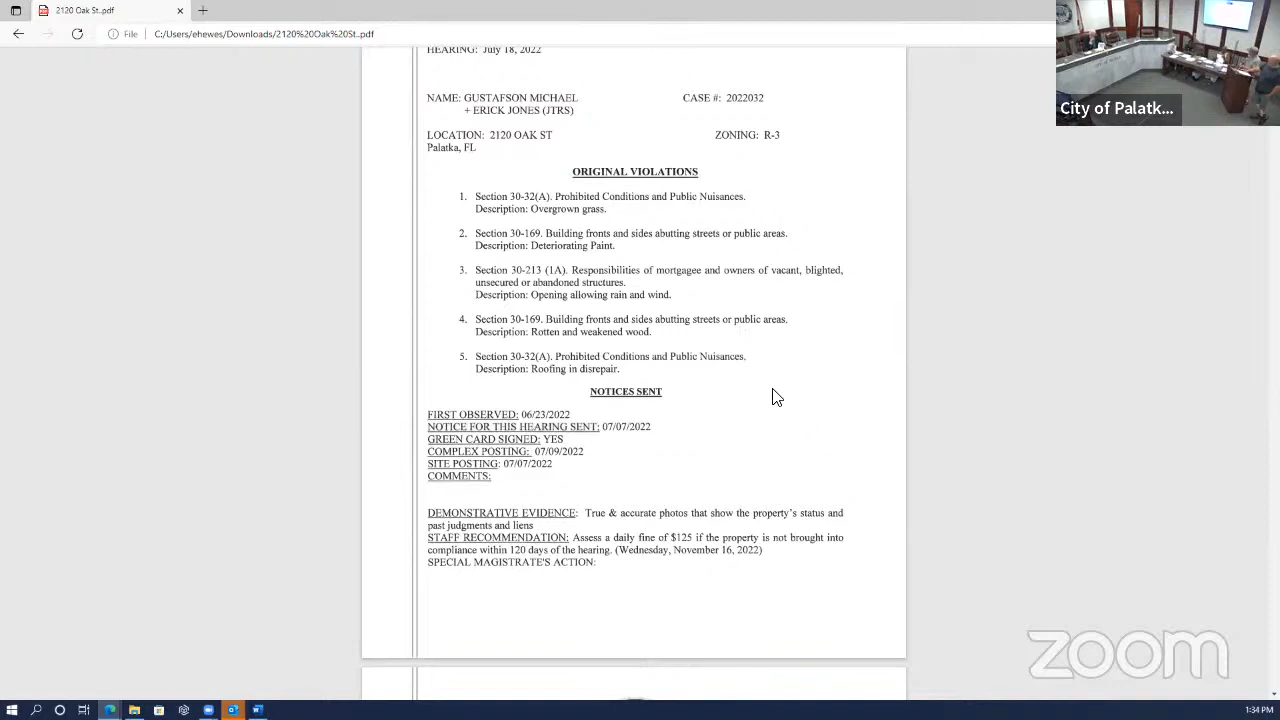 2120 Oak St..pdf
File
C:/Users/ehewes/Downloads/2120%20Oak%20St..pdf
City of Palatk...
HEARING: July 18, 2022
NAME: GUSTAFSON MICHAEL CASE #: 2022032
+ ERICK JONES (JTRS)
LOCATION: 2120 OAK ST ZONING: R-3
Palatka, FL
ORIGINAL VIOLATIONS
1. Section 30-32(A). Prohibited Conditions and Public Nuisances.
Description: Overgrown grass.
2. Section 30-169. Building fronts and sides abutting streets or public areas.
Description: Deteriorating Paint.
3. Section 30-213 (1A). Responsibilities of mortgagee and owners of vacant, blighted,
unsecured or abandoned structures.
Description: Opening allowing rain and wind.
4. Section 30-169. Building fronts and sides abutting streets or public areas.
Description: Rotten and weakened wood.
5. Section 30-32(A). Prohibited Conditions and Public Nuisances.
Description: Roofing in disrepair.
NOTICES SENT
FIRST OBSERVED: 06/23/2022
NOTICE FOR THIS HEARING SENT: 07/07/2022
GREEN CARD SIGNED: YES
COMPLEX POSTING: 07/09/2022
SITE POSTING: 07/07/2022
COMMENTS:
DEMONSTRATIVE EVIDENCE: True & accurate photos that show the property's status and
past judgments and liens
STAFF RECOMMENDATION: Assess a daily fine of $125 if the property is not brought into
compliance within 120 days of the hearing. (Wednesday, November 16, 2022)
SPECIAL MAGISTRATE'S ACTION:
zoom
1:34 PM